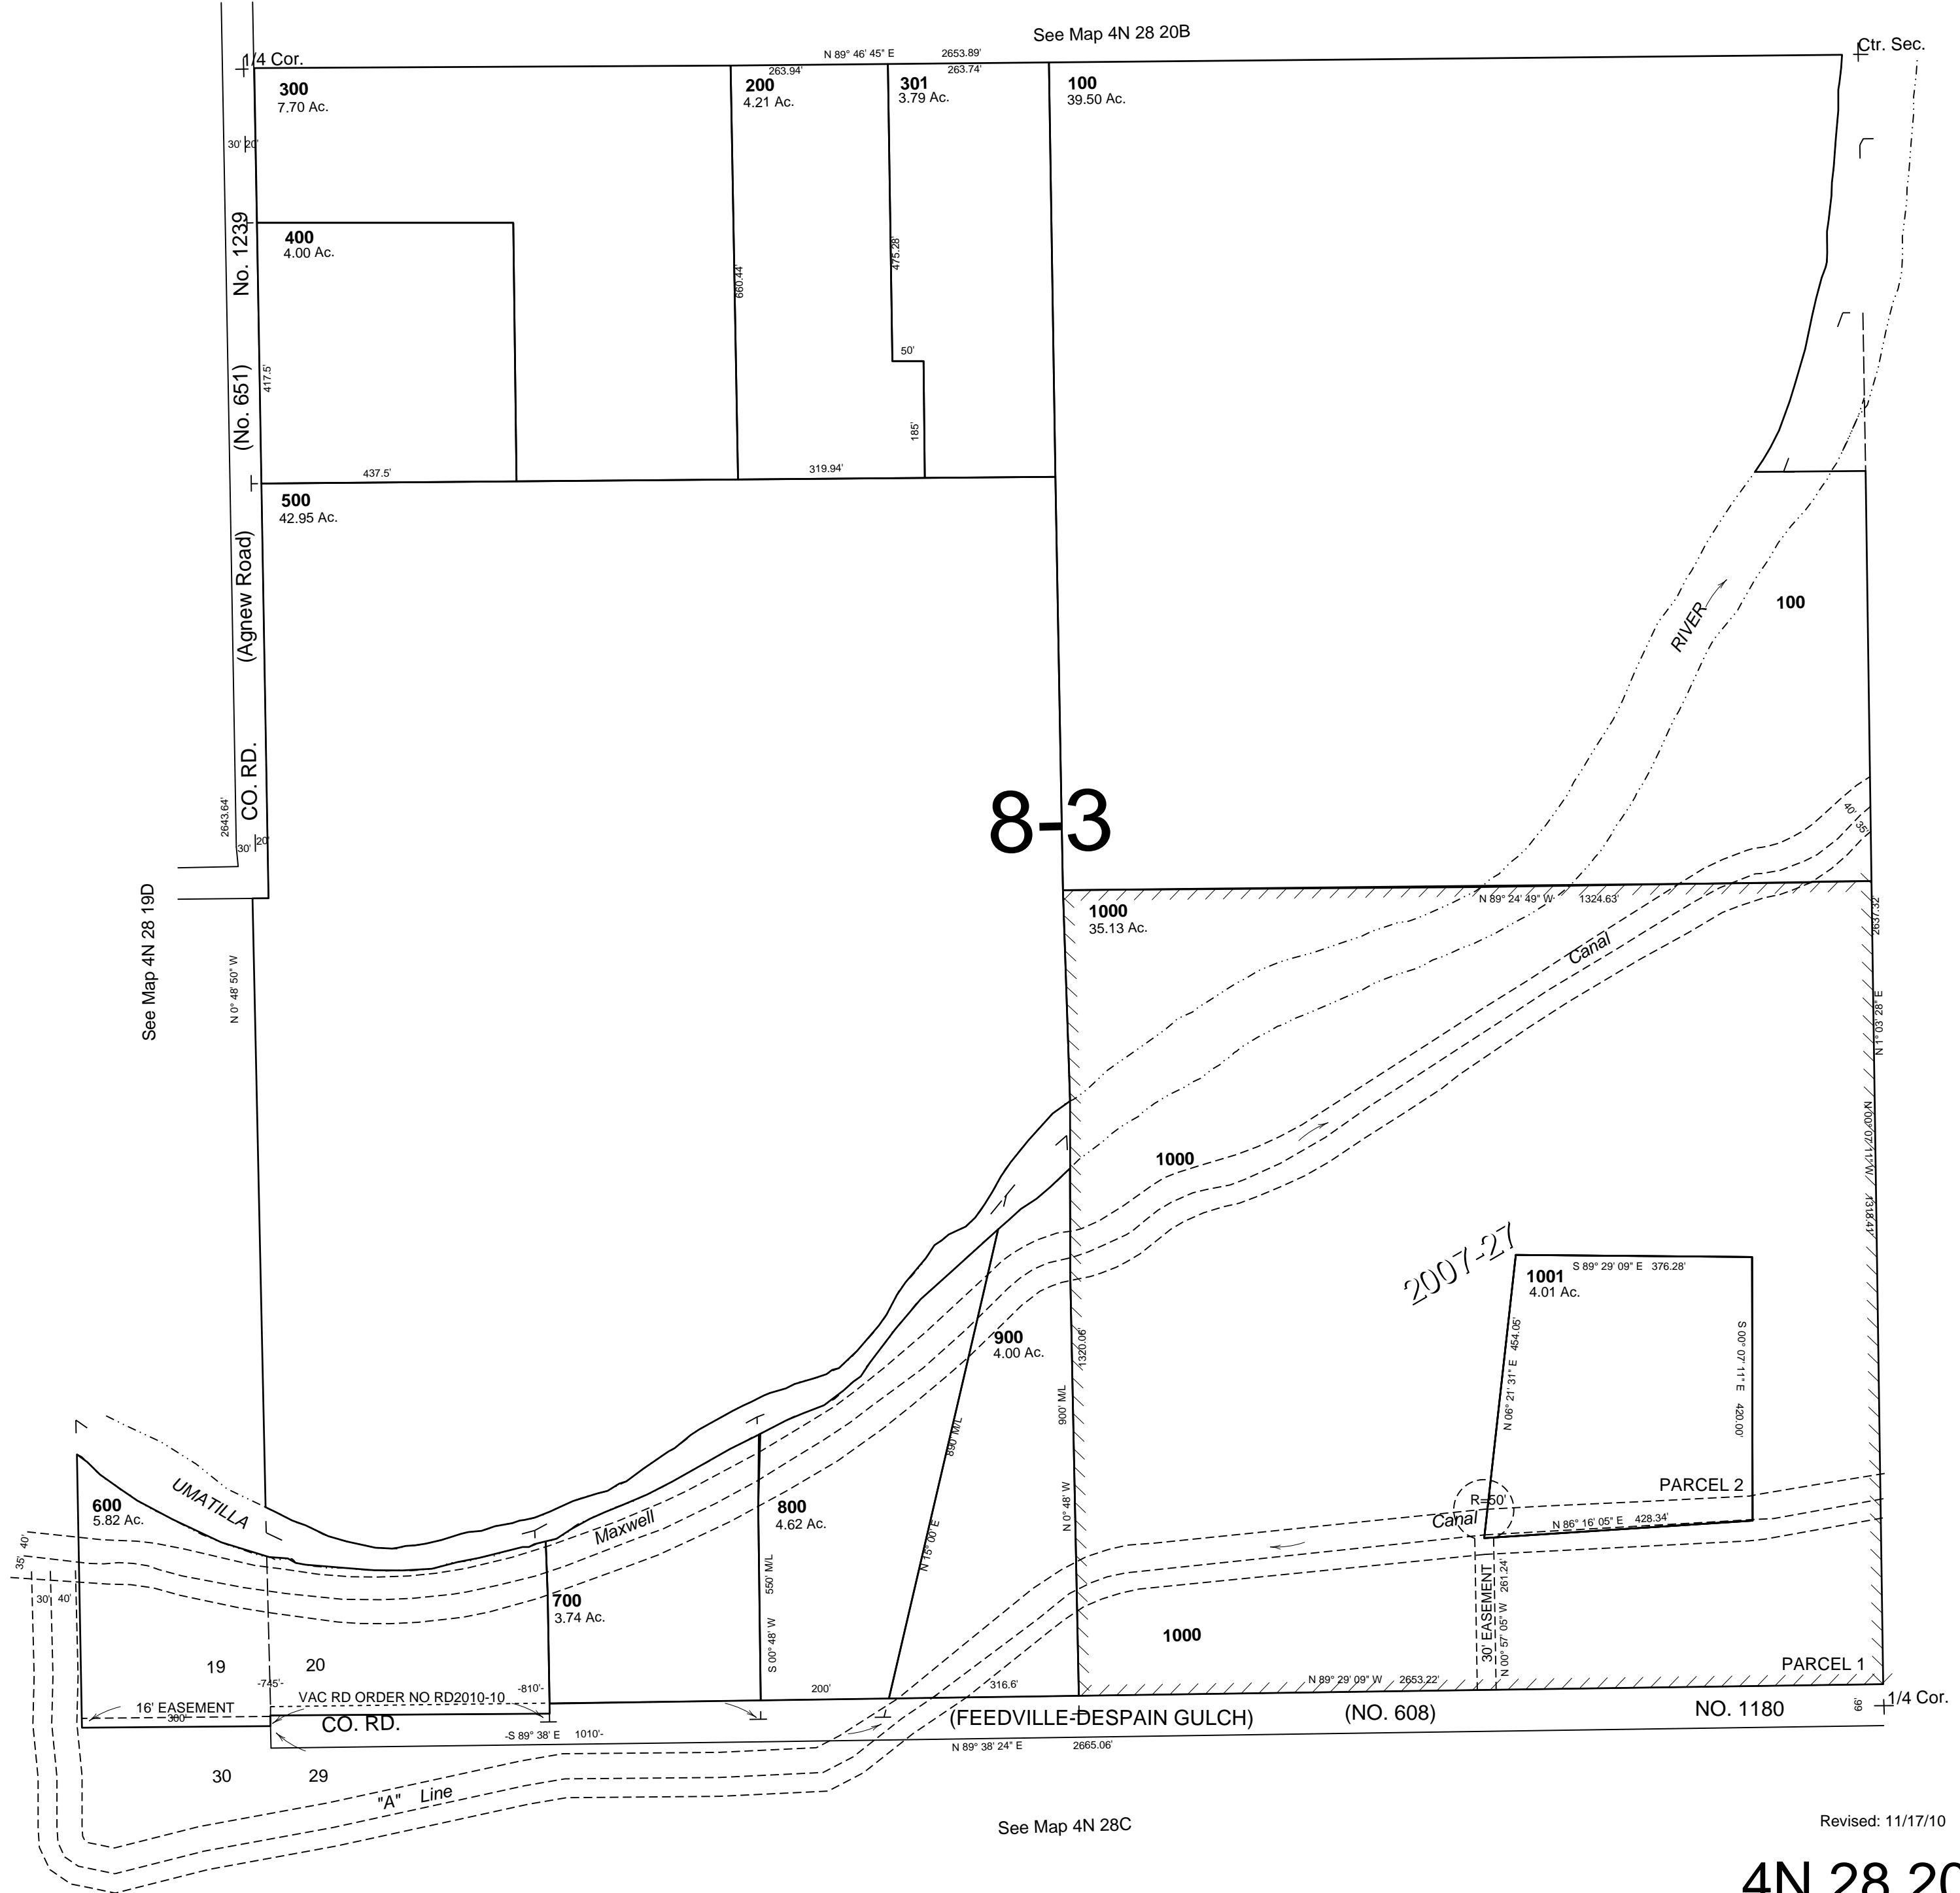 See Map 4N 28 20B
1/4 Cor.
N 89° 46' 45" E 2653.89'
Ctr. Sec.
263.94'
263.74'
300
7.70 Ac.
200
4.21 Ac.
301
3.79 Ac.
100
39.50 Ac.
30' 20'
No. 1239
(No. 651)
(Agnew Road)
CO. RD.
400
4.00 Ac.
417.5'
660.44'
475.28'
50'
185'
437.5'
319.94'
500
42.95 Ac.
RIVER
100
2643.64'
30' 20'
8-3
40' 35'
See Map 4N 28 19D
N 0° 48' 50" W
1000
35.13 Ac.
N 89° 24' 49" W 1324.63'
2637.32'
Canal
N 1° 03' 28" E
N 00° 07' 11" W
1318.41'
1000
2007-27
1001
4.01 Ac.
S 89° 29' 09" E 376.28'
N 06° 21' 31" E 454.05'
S 00° 07' 11" E 420.00'
900
4.00 Ac.
1320.06'
900' M/L
890' M/L
N 0° 48' W
N 15° 00' E
UMATILLA
600
5.82 Ac.
35' 40'
30' 40'
Maxwell
800
4.62 Ac.
550' M/L
S 00° 48' W
PARCEL 2
R=50'
Canal
N 86° 16' 05" E 428.34'
700
3.74 Ac.
30' EASEMENT
N 00° 57' 05" W 261.24'
1000
19
20
-745'-
-810'-
VAC RD ORDER NO RD2010-10
16' EASEMENT
300'
200'
316.6'
N 89° 29' 09" W 2653.22'
PARCEL 1
CO. RD.
(FEEDVILLE-DESPAIN GULCH)
(NO. 608)
NO. 1180
66'
1/4 Cor.
-S 89° 38' E 1010'-
N 89° 38' 24" E 2665.06'
30
29
"A" Line
See Map 4N 28C
Revised: 11/17/10
4N 28 20